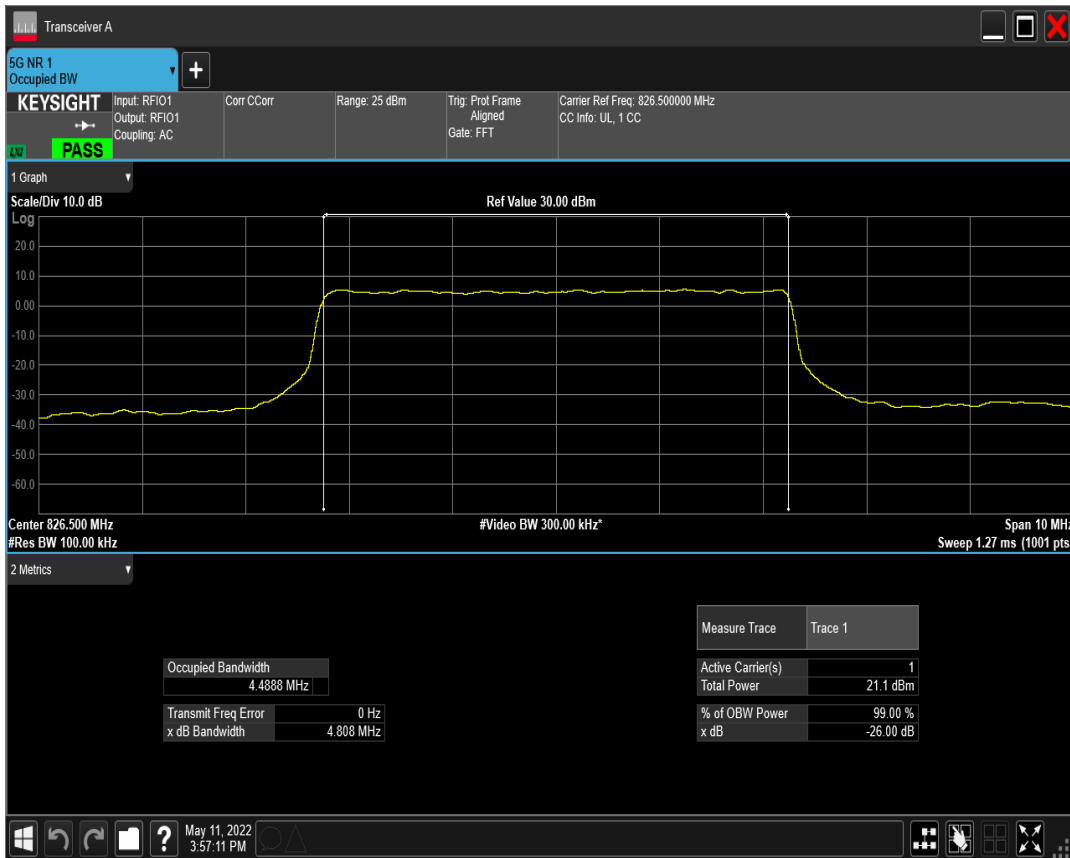 Transceiver A
5G NR 1
Occupied BW
+
KEYSIGHT
LXI
PASS
Input: RFIO1
Output: RFIO1
Coupling: AC
Corr CCorr
Range: 25 dBm
Trig: Prot Frame
Aligned
Gate: FFT
Carrier Ref Freq: 826.500000 MHz
CC Info: UL, 1 CC
1 Graph
Scale/Div 10.0 dB
Ref Value 30.00 dBm
Log
20.0
10.0
0.00
-10.0
-20.0
-30.0
-40.0
-50.0
-60.0
Center 826.500 MHz
#Video BW 300.00 kHz*
Span 10 MHz
#Res BW 100.00 kHz
Sweep 1.27 ms (1001 pts
2 Metrics
Measure Trace Trace 1
Occupied Bandwidth
4.4888 MHz
Active Carrier(s) 1
Total Power 21.1 dBm
Transmit Freq Error 0 Hz
x dB Bandwidth 4.808 MHz
% of OBW Power 99.00 %
x dB -26.00 dB
?
May 11, 2022
3:57:11 PM